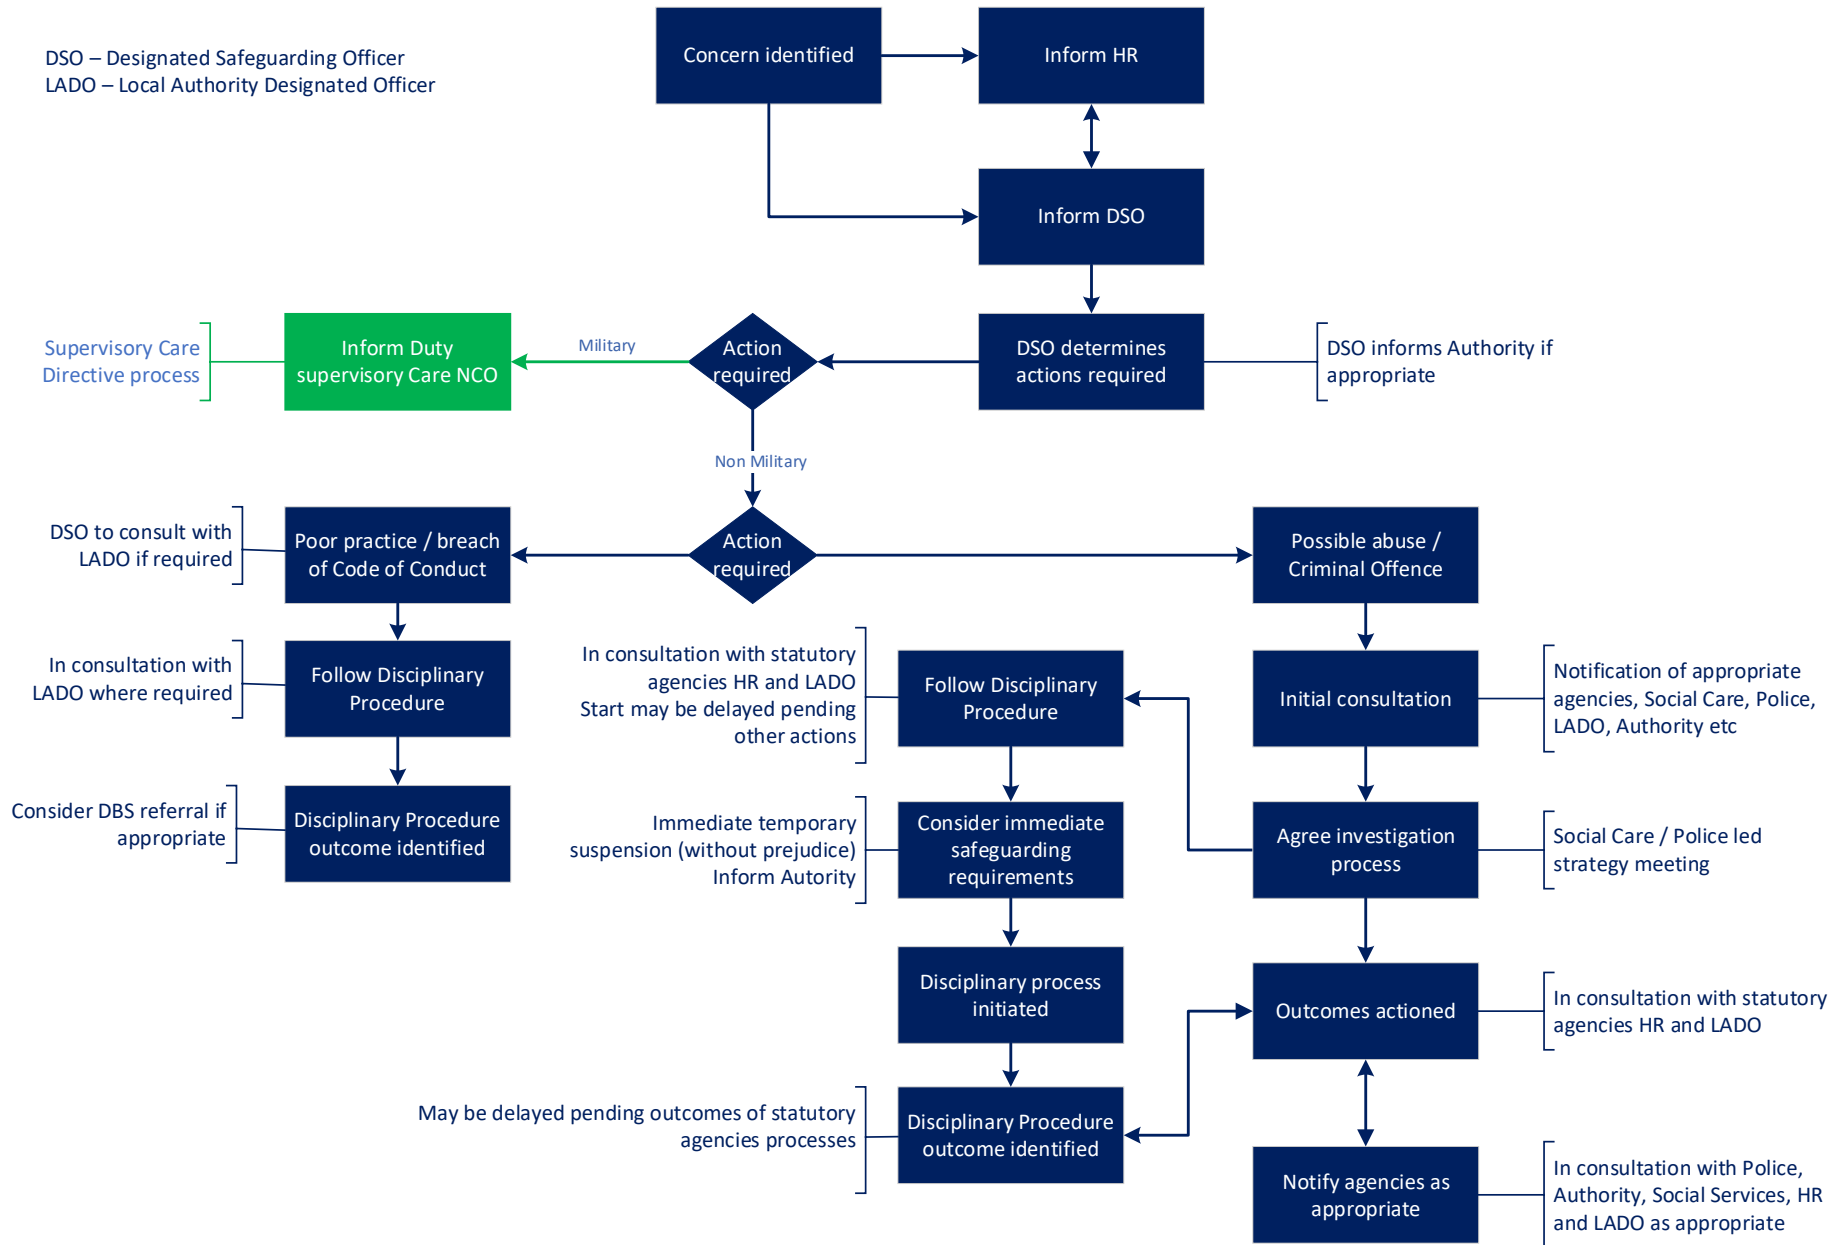 DSO – Designated Safeguarding Officer
LADO – Local Authority Designated Officer
Concern identified
Inform HR
Inform DSO
Supervisory Care
Directive process
Inform Duty
supervisory Care NCO
Military
Action
required
DSO determines
actions required
DSO informs Authority if
appropriate
Non Military
DSO to consult with
LADO if required
Poor practice / breach
of Code of Conduct
Action
required
Possible abuse /
Criminal Offence
In consultation with
LADO where required
Follow Disciplinary
Procedure
In consultation with statutory
agencies HR and LADO
Start may be delayed pending
other actions
Follow Disciplinary
Procedure
Initial consultation
Notification of appropriate
agencies, Social Care, Police,
LADO, Authority etc
Consider DBS referral if
appropriate
Disciplinary Procedure
outcome identified
Immediate temporary
suspension (without prejudice)
Inform Autority
Consider immediate
safeguarding
requirements
Agree investigation
process
Social Care / Police led
strategy meeting
Disciplinary process
initiated
Outcomes actioned
In consultation with statutory
agencies HR and LADO
May be delayed pending outcomes of statutory
agencies processes
Disciplinary Procedure
outcome identified
Notify agencies as
appropriate
In consultation with Police,
Authority, Social Services, HR
and LADO as appropriate